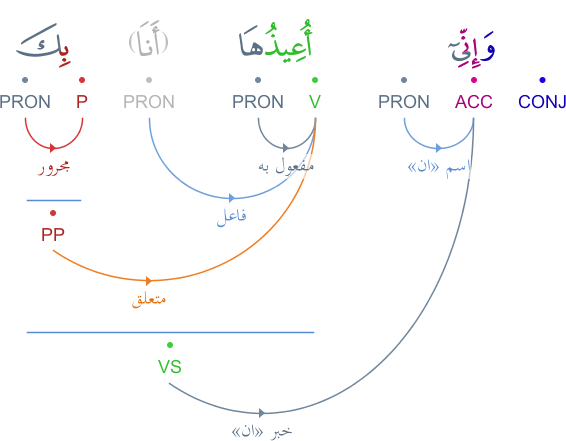 وَإِنِّىٓ أُعِيذُهَا (أَنَا) بِكَ
CONJ ACC PRON V PRON PRON P PRON
اسم «ان» مفعول به مجرور
فاعل
PP
متعلق
VS
خبر «ان»